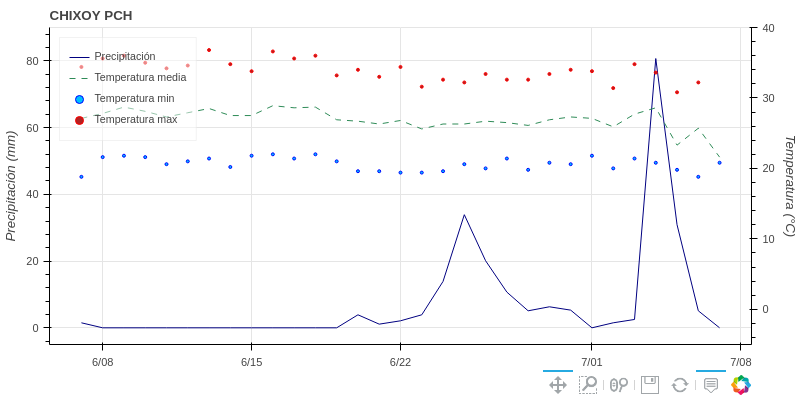 CHIXOY PCH
Precipitación
Temperatura media
Temperatura min
Temperatura max
Precipitación (mm)
80
60
40
20
0
Temperatura (°C)
40
30
20
10
0
6/08
6/15
6/22
7/01
7/08